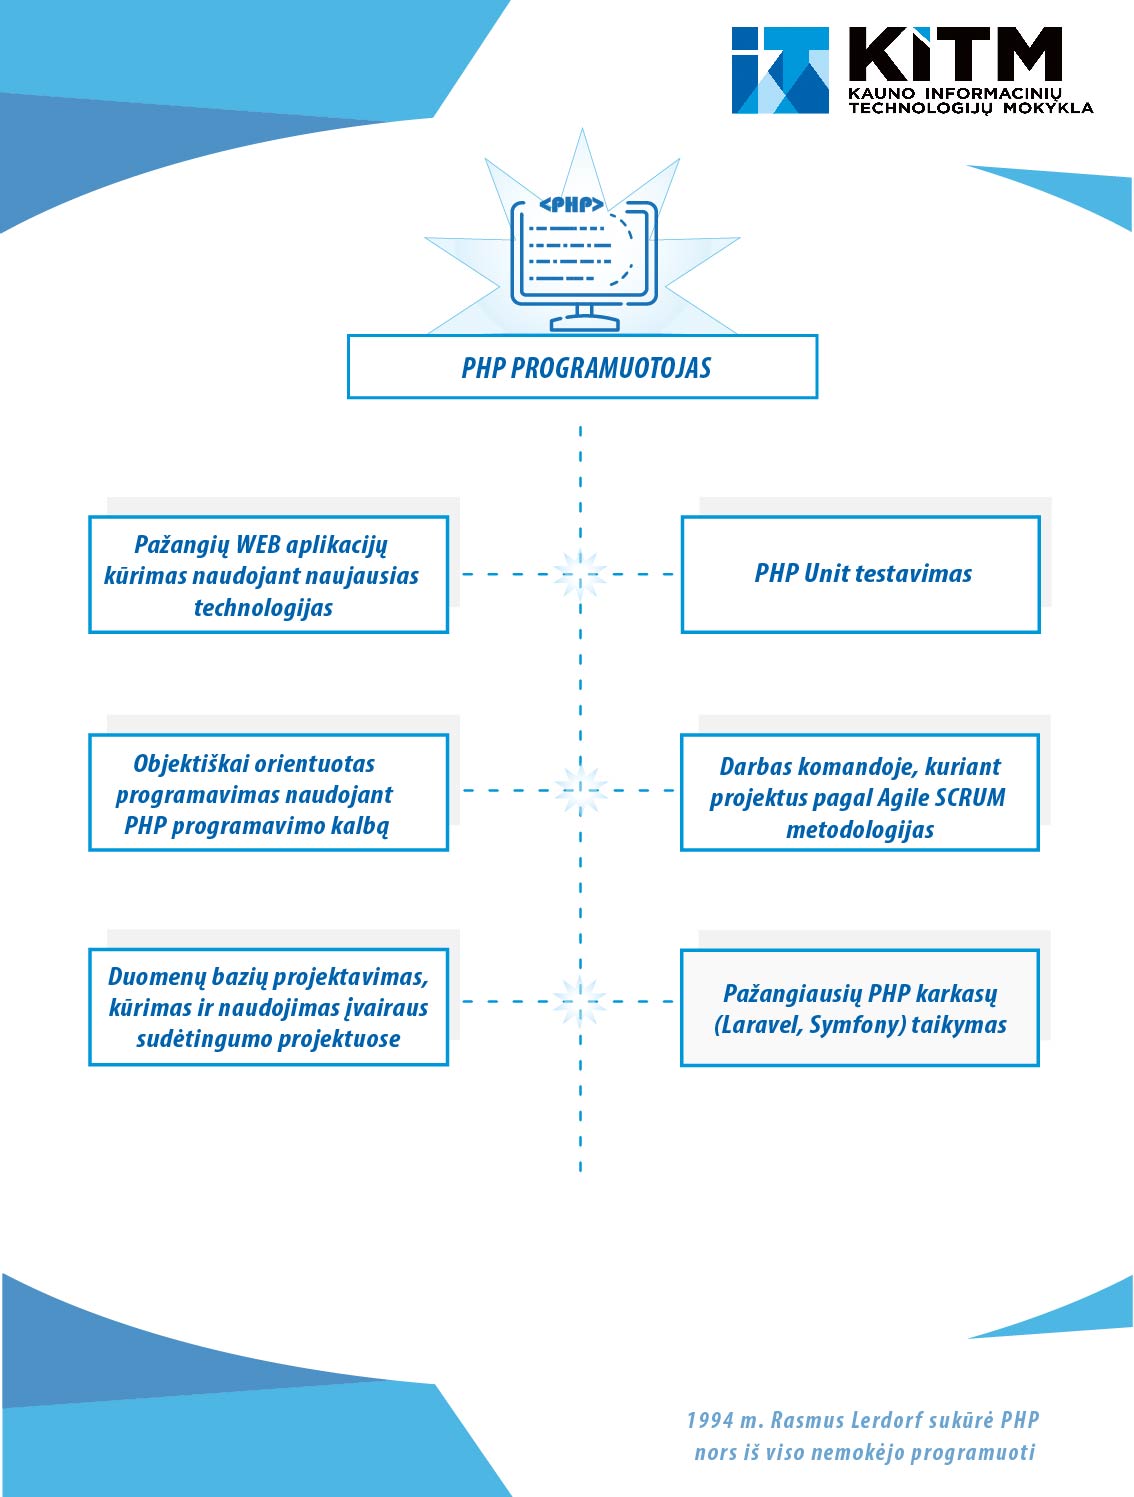 KiTM
KAUNO INFORMACINIŲ
TECHNOLOGIJŲ MOKYKLA
<PHP>
PHP PROGRAMUOTOJAS
Pažangių WEB aplikacijų
kūrimas naudojant naujausias
technologijas
PHP Unit testavimas
Objektiškai orientuotas
programavimas naudojant
PHP programavimo kalbą
Darbas komandoje, kuriant
projektus pagal Agile SCRUM
metodologijas
Duomenų bazių projektavimas,
kūrimas ir naudojimas įvairaus
sudėtingumo projektuose
Pažangiausių PHP karkasų
(Laravel, Symfony) taikymas
1994 m. Rasmus Lerdorf sukūrė PHP
nors iš viso nemokėjo programuoti